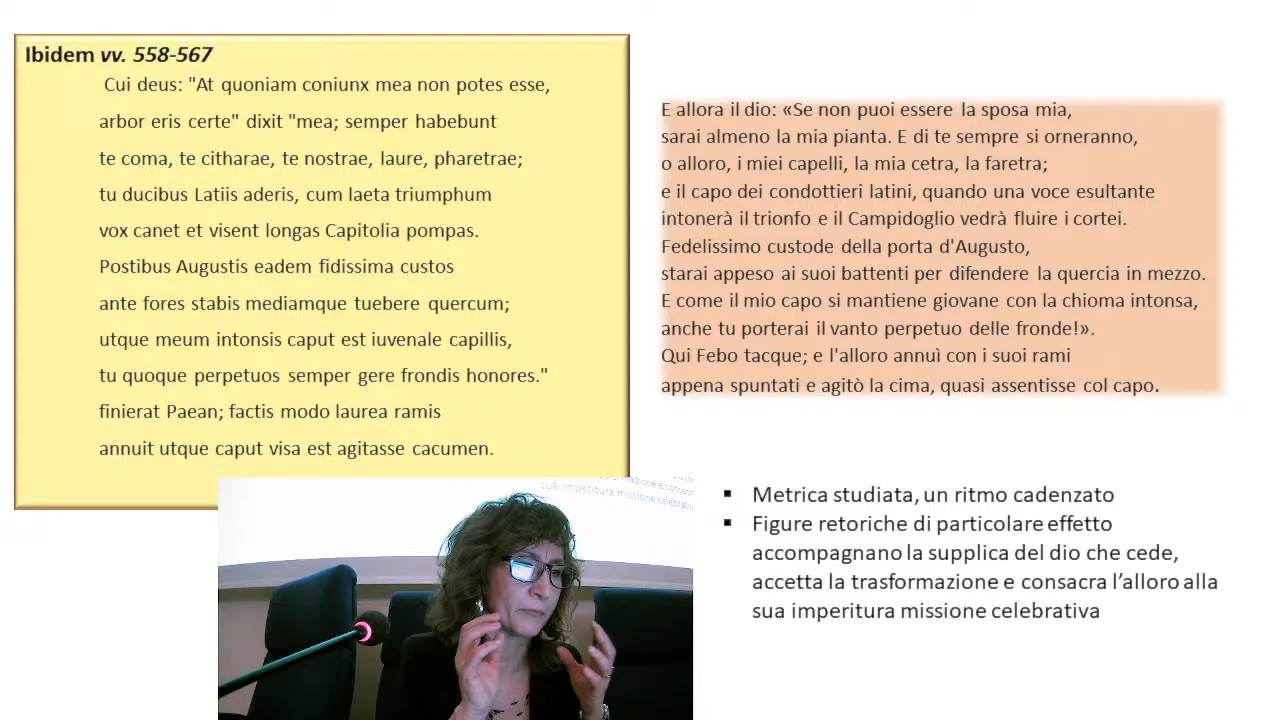 Ibidem vv. 558-567
Cui deus: "At quoniam coniunx mea non potes esse,
arbor eris certe" dixit "mea; semper habebunt
te coma, te citharae, te nostrae, laure, pharetrae;
tu ducibus Latiis aderis, cum laeta triumphum
vox canet et visent longas Capitolia pompas.
Postibus Augustis eadem fidissima custos
ante fores stabis mediamque tuebere quercum;
utque meum intonsis caput est iuvenale capillis,
tu quoque perpetuos semper gere frondis honores."
finierat Paean; factis modo laurea ramis
annuit utque caput visa est agitasse cacumen.
E allora il dio: «Se non puoi essere la sposa mia,
sarai almeno la mia pianta. E di te sempre si orneranno,
o alloro, i miei capelli, la mia cetra, la faretra;
e il capo dei condottieri latini, quando una voce esultante
intonerà il trionfo e il Campidoglio vedrà fluire i cortei.
Fedelissimo custode della porta d'Augusto,
starai appeso ai suoi battenti per difendere la quercia in mezzo.
E come il mio capo si mantiene giovane con la chioma intonsa,
anche tu porterai il vanto perpetuo delle fronde!».
Qui Febo tacque; e l'alloro annuì con i suoi rami
appena spuntati e agitò la cima, quasi assentisse col capo.
▪ Metrica studiata, un ritmo cadenzato
▪ Figure retoriche di particolare effetto
accompagnano la supplica del dio che cede,
accetta la trasformazione e consacra l’alloro alla
sua imperitura missione celebrativa
sua imperitura missione